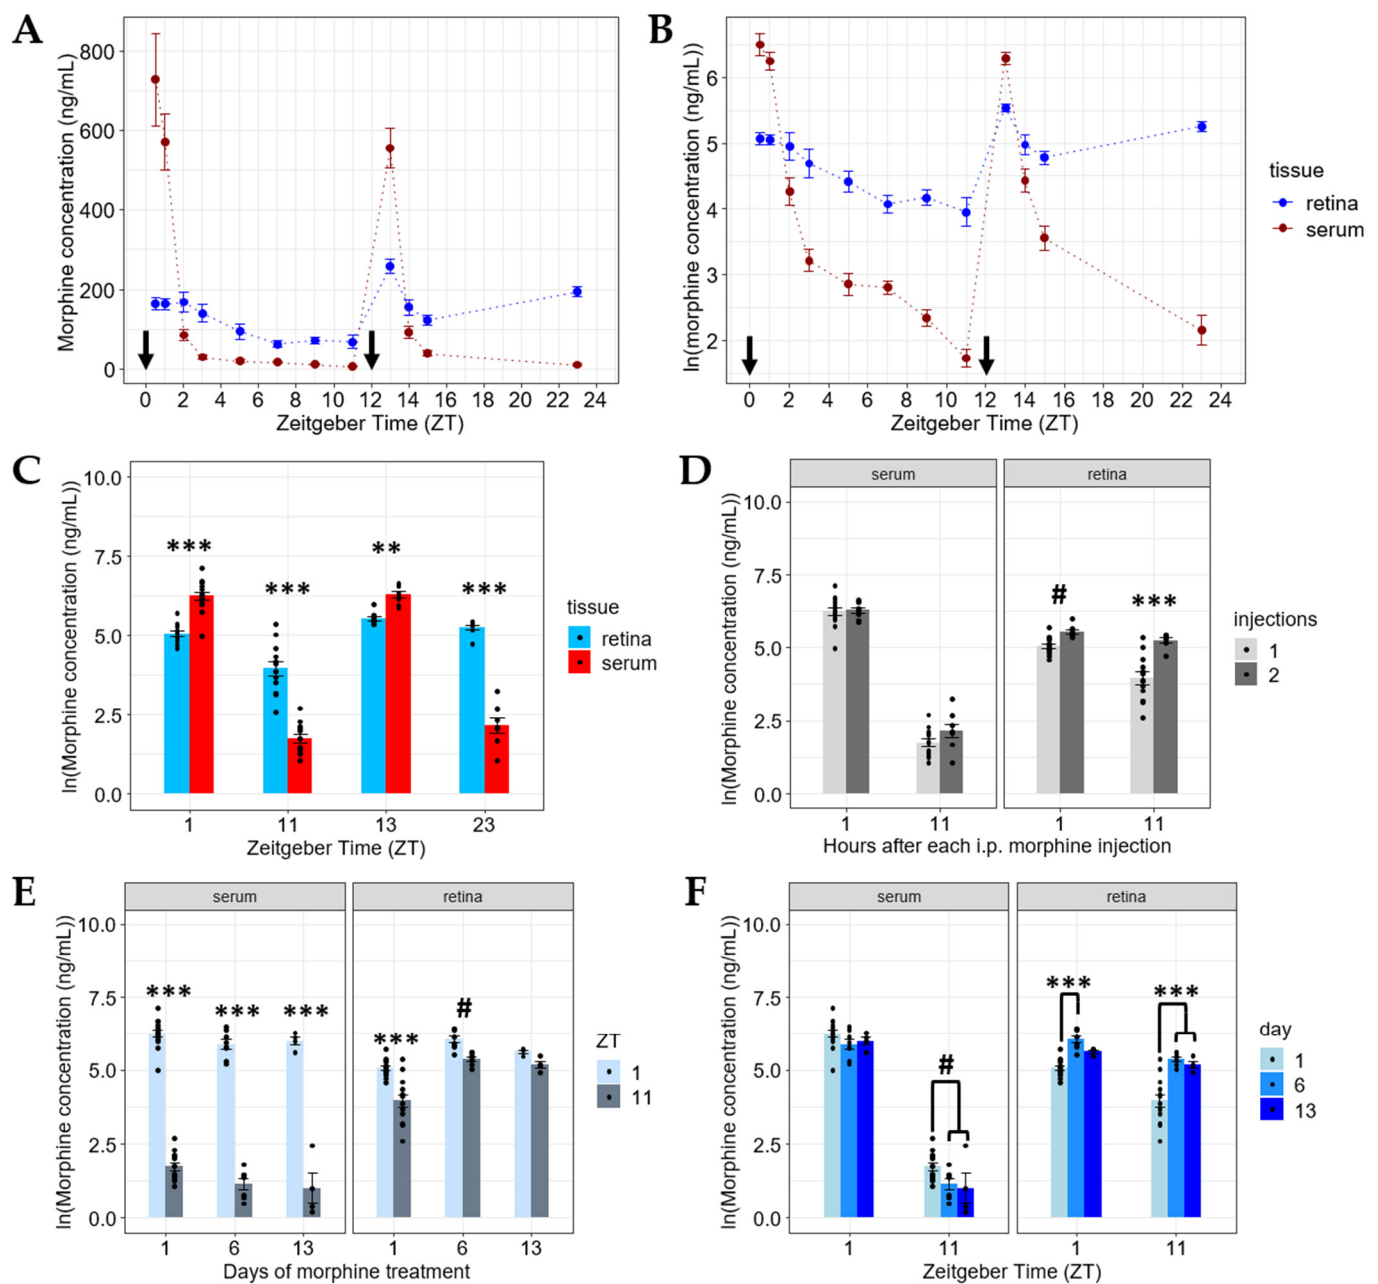 A
Morphine concentration (ng/mL)
800
600
400
200
0
0 2 4 6 8 10 12 14 16 18 20 22 24
Zeitgeber Time (ZT)
B
ln(morphine concentration (ng/mL))
6
5
4
3
2
0 2 4 6 8 10 12 14 16 18 20 22 24
Zeitgeber Time (ZT)
tissue
retina
serum
C
ln(Morphine concentration (ng/mL))
10.0
7.5
5.0
2.5
0.0
***
***
**
***
1 11 13 23
Zeitgeber Time (ZT)
tissue
retina
serum
D
ln(Morphine concentration (ng/mL))
serum
retina
10.0
7.5
5.0
2.5
0.0
#
***
1 11 1 11
Hours after each i.p. morphine injection
injections
1
2
E
ln(Morphine concentration (ng/mL))
serum
retina
10.0
7.5
5.0
2.5
0.0
***
***
***
***
#
1 6 13 1 6 13
Days of morphine treatment
ZT
1
11
F
ln(Morphine concentration (ng/mL))
serum
retina
10.0
7.5
5.0
2.5
0.0
#
***
***
1 11 1 11
Zeitgeber Time (ZT)
day
1
6
13